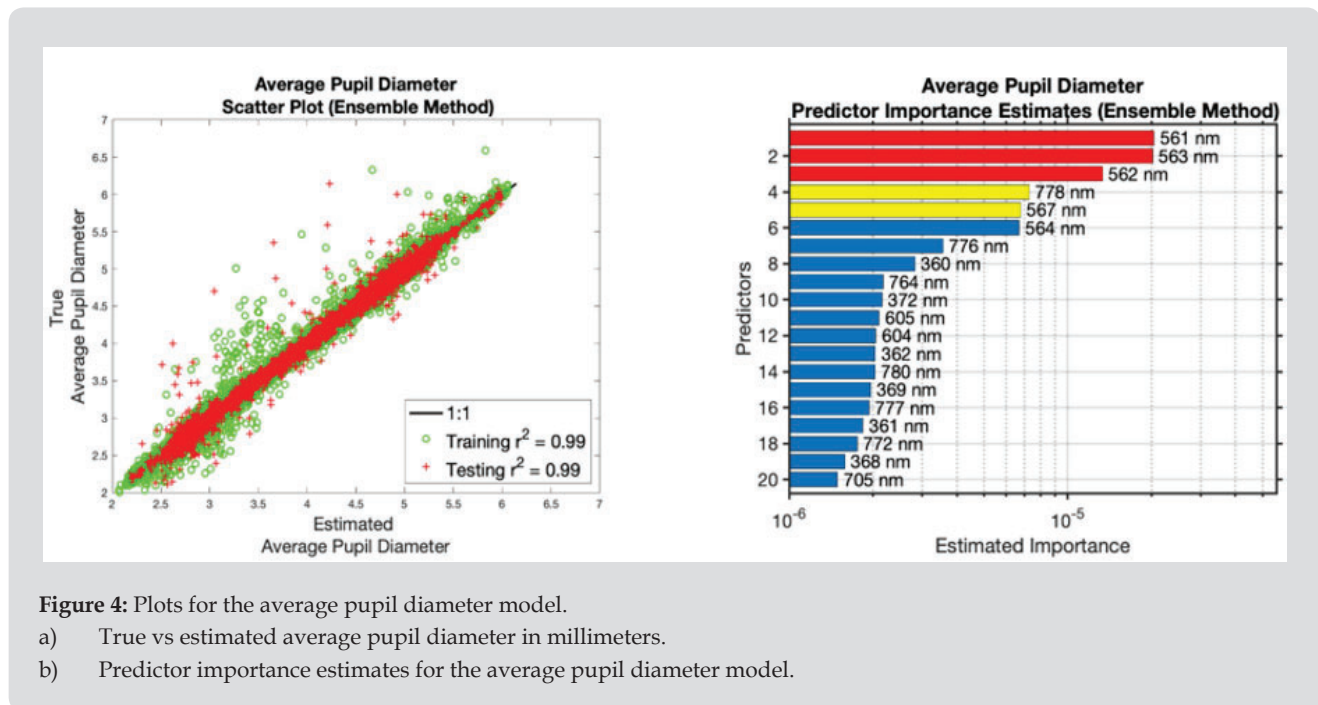 Average Pupil Diameter
Scatter Plot (Ensemble Method)
7
6.5
6
5.5
5
4.5
4
3.5
3
2.5
2
True
Average Pupil Diameter
1:1
Training r² = 0.99
Testing r² = 0.99
2 2.5 3 3.5 4 4.5 5 5.5 6 6.5 7
Estimated
Average Pupil Diameter
Average Pupil Diameter
Predictor Importance Estimates (Ensemble Method)
Predictors
561 nm
2 563 nm
562 nm
4 778 nm
567 nm
6 564 nm
776 nm
8 360 nm
764 nm
10 372 nm
605 nm
12 604 nm
362 nm
14 780 nm
369 nm
16 777 nm
361 nm
18 772 nm
368 nm
20 705 nm
10⁻⁶ 10⁻⁵
Estimated Importance
Figure 4: Plots for the average pupil diameter model.
a) True vs estimated average pupil diameter in millimeters.
b) Predictor importance estimates for the average pupil diameter model.